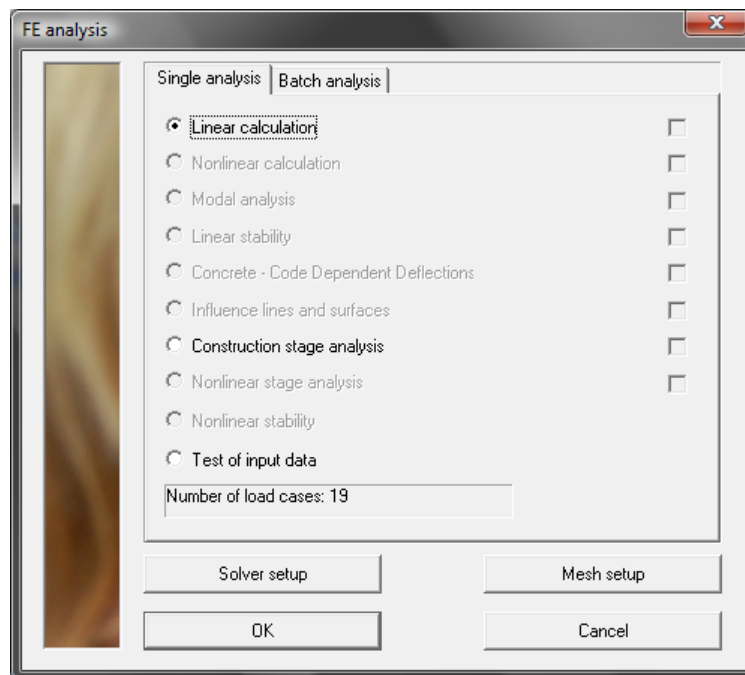 FE analysis
Single analysis Batch analysis
Linear calculation
Nonlinear calculation
Modal analysis
Linear stability
Concrete - Code Dependent Deflections
Influence lines and surfaces
Construction stage analysis
Nonlinear stage analysis
Nonlinear stability
Test of input data
Number of load cases: 19
Solver setup Mesh setup
OK Cancel